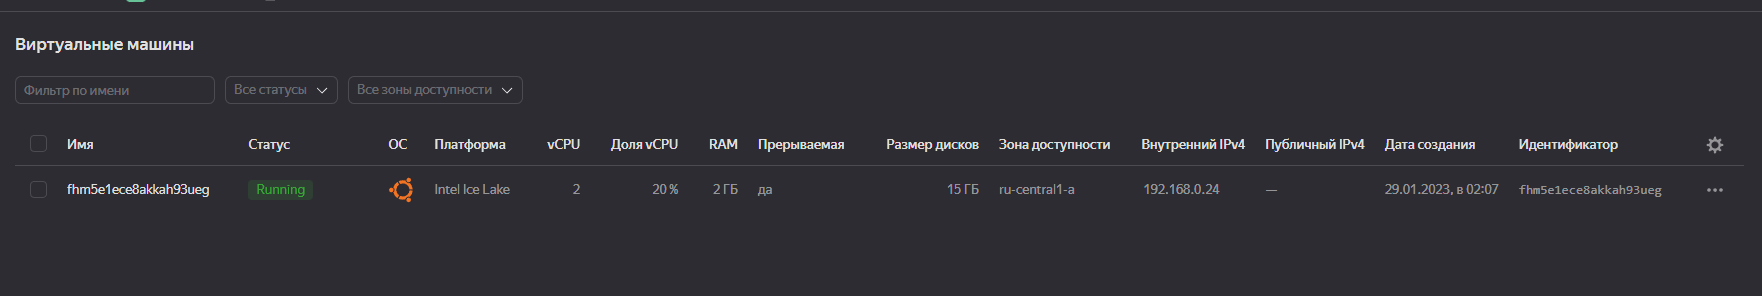 Виртуальные машины
Фильтр по имени Все статусы Все зоны доступности
Имя Статус ОС Платформа vCPU Доля vCPU RAM Прерываемая Размер дисков Зона доступности Внутренний IPv4 Публичный IPv4 Дата создания Идентификатор
fhm5e1ece8akkah93ueg Running Intel Ice Lake 2 20 % 2 ГБ да 15 ГБ ru-central1-a 192.168.0.24 — 29.01.2023, в 02:07 fhm5e1ece8akkah93ueg